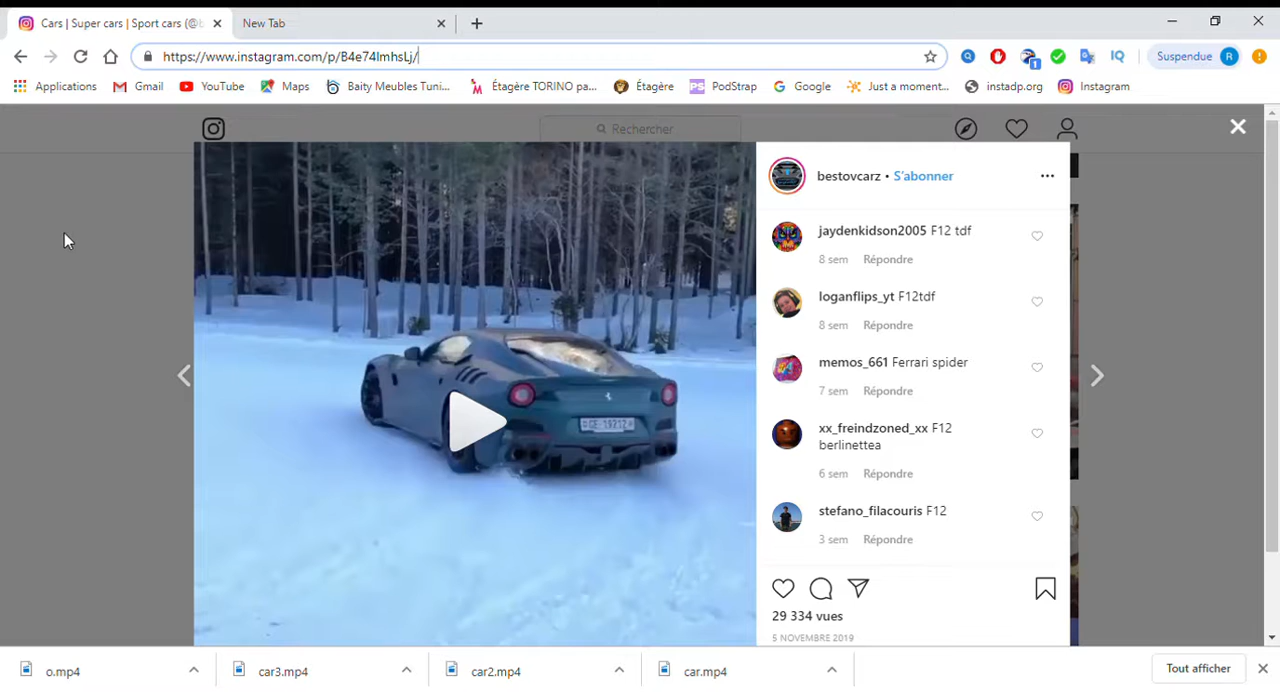 Cars | Super cars | Sport cars (@b
New Tab
https://www.instagram.com/p/B4e74lmhsLj/
Suspendue R
Applications
Gmail
YouTube
Maps
Baity Meubles Tuni...
Étagère TORINO pa...
Étagère
PodStrap
Google
Just a moment...
instadp.org
Instagram
Rechercher
bestovcarz • S'abonner
jaydenkidson2005 F12 tdf
8 sem Répondre
loganflips_yt F12tdf
8 sem Répondre
memos_661 Ferrari spider
7 sem Répondre
xx_freindzoned_xx F12
berlinettea
6 sem Répondre
stefano_filacouris F12
3 sem Répondre
29 334 vues
5 NOVEMBRE 2019
GE 19212
o.mp4
car3.mp4
car2.mp4
car.mp4
Tout afficher